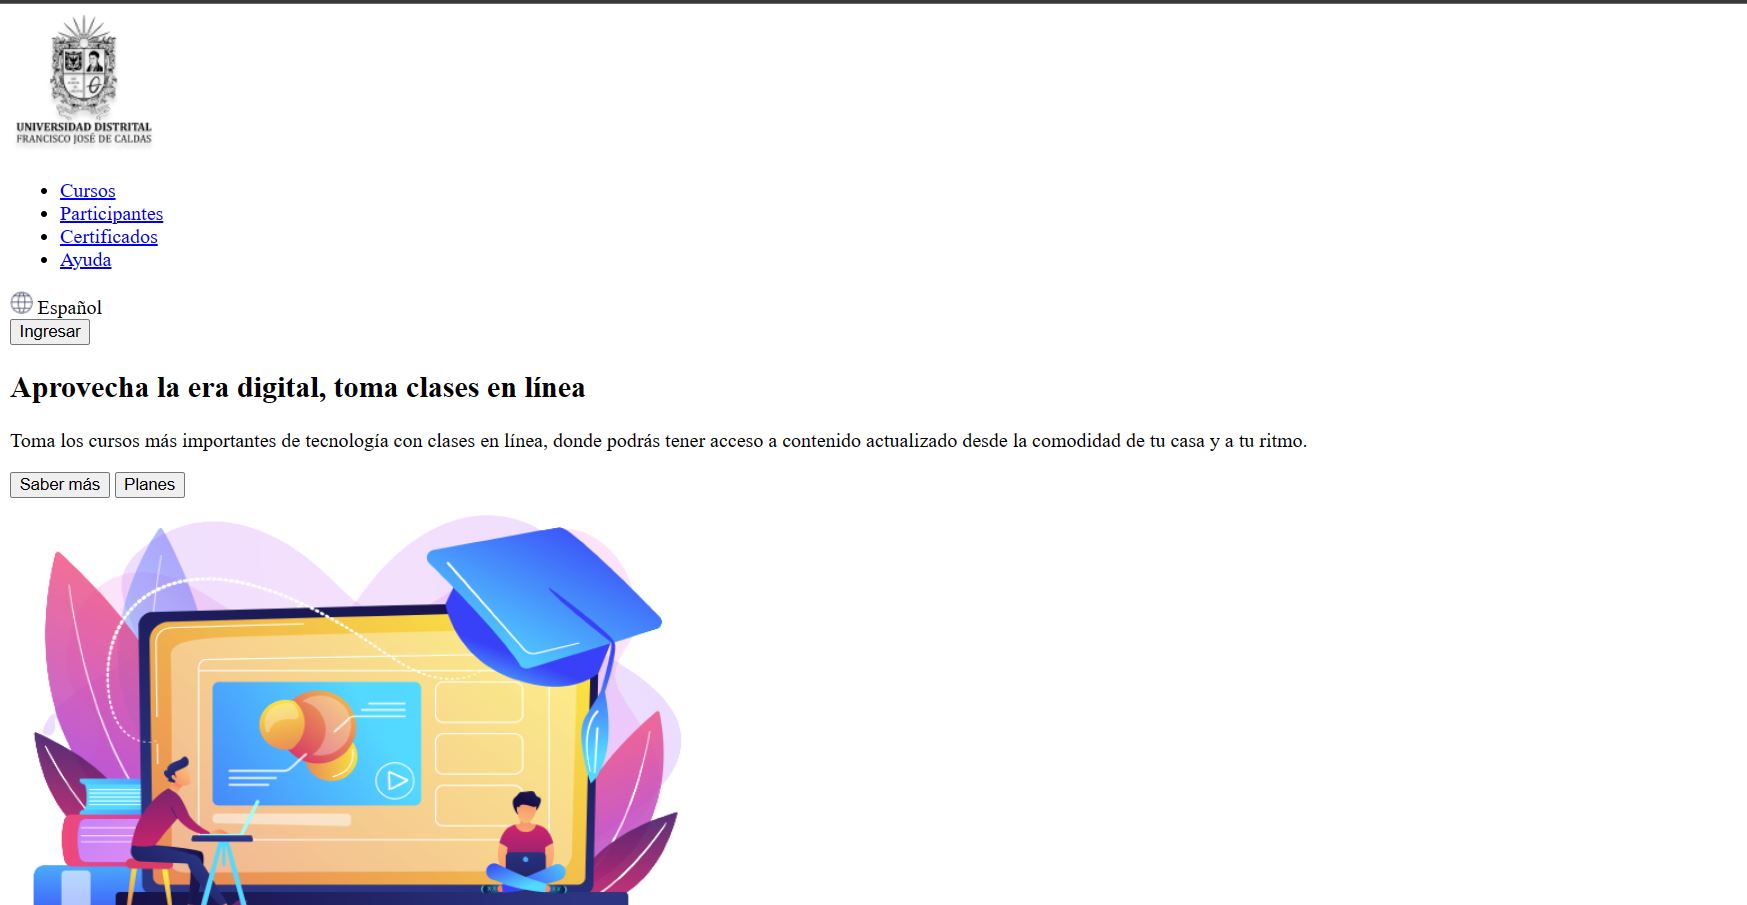 UNIVERSIDAD DISTRITAL
FRANCISCO JOSÉ DE CALDAS
Cursos
Participantes
Certificados
Ayuda
Español
Ingresar
Aprovecha la era digital, toma clases en línea
Toma los cursos más importantes de tecnología con clases en línea, donde podrás tener acceso a contenido actualizado desde la comodidad de tu casa y a tu ritmo.
Saber más Planes